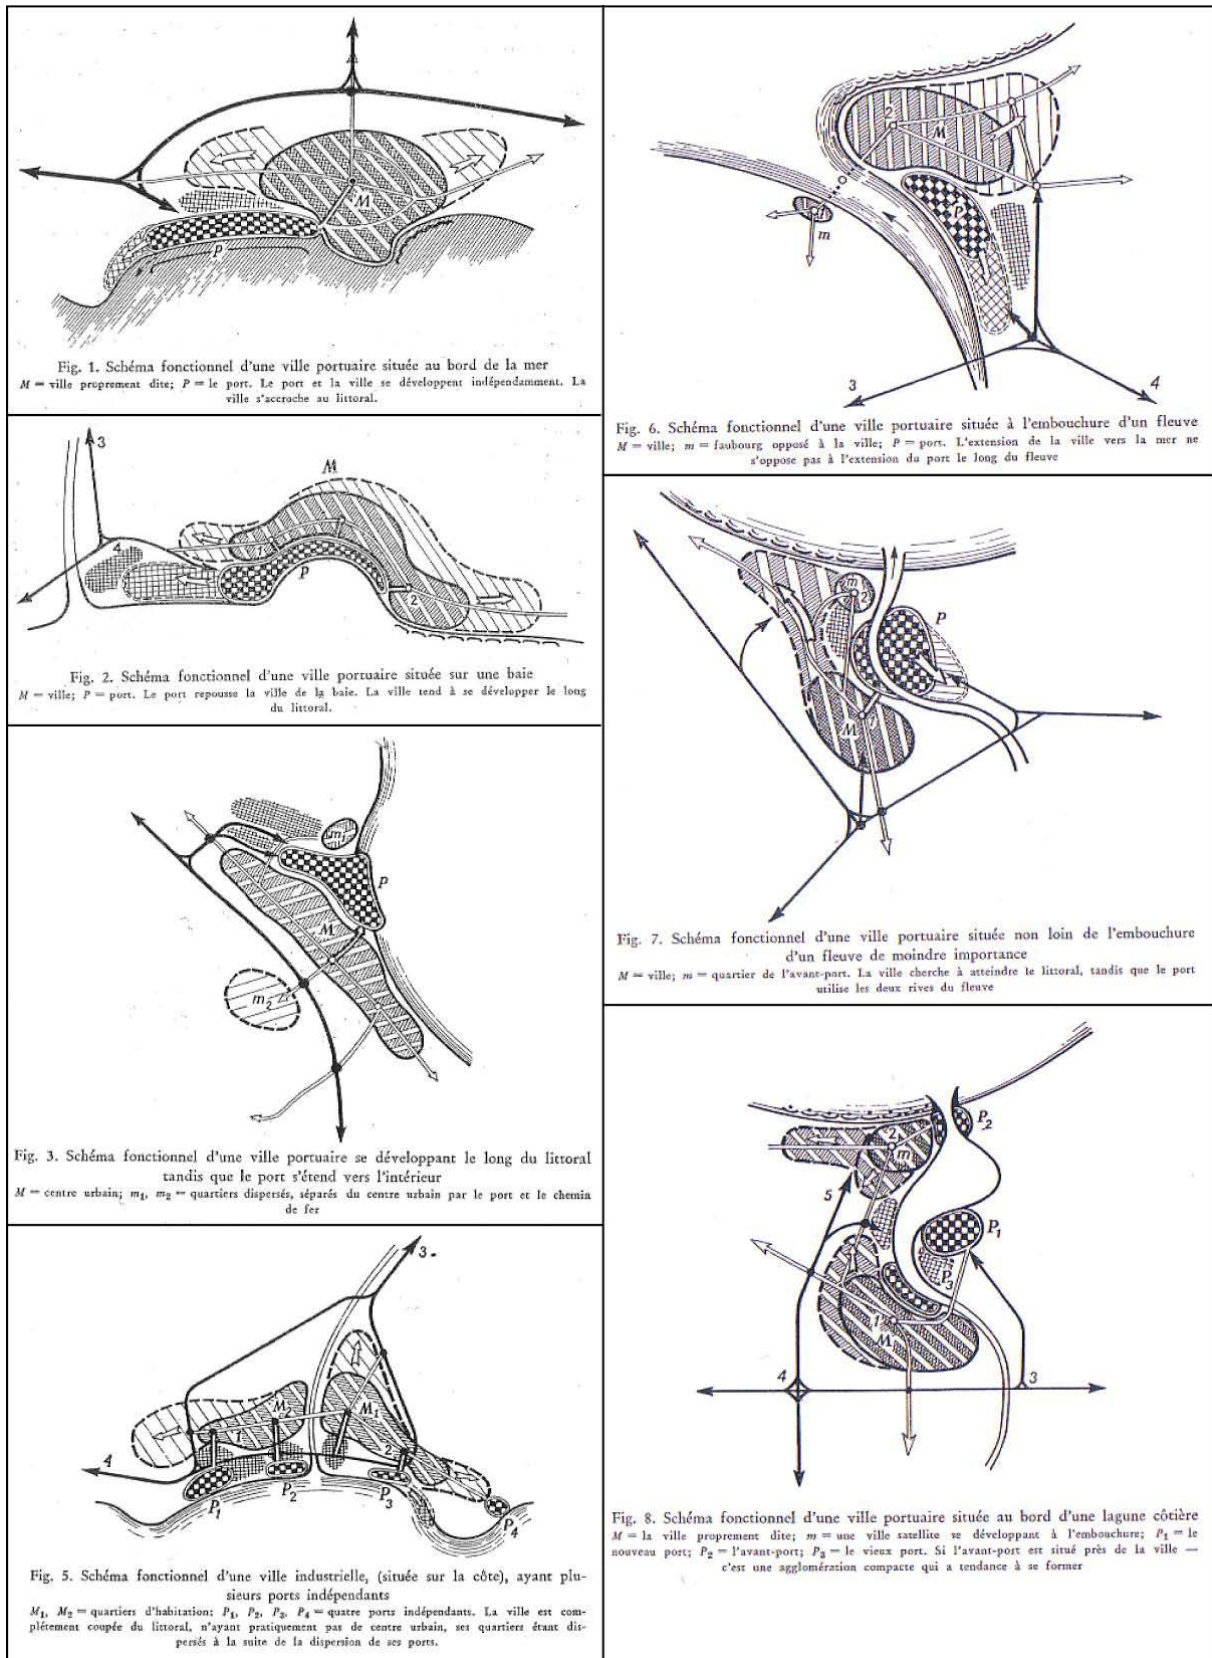 M
P
Fig. 1. Schéma fonctionnel d'une ville portuaire située au bord de la mer
M = ville proprement dite; P = le port. Le port et la ville se développent indépendamment. La
ville s'accroche au littoral.
3
M
4
1
P
2
Fig. 2. Schéma fonctionnel d'une ville portuaire située sur une baie
M = ville; P = port. Le port repousse la ville de la baie. La ville tend à se développer le long
du littoral.
m1
P
M
m2
Fig. 3. Schéma fonctionnel d'une ville portuaire se développant le long du littoral
tandis que le port s'étend vers l'intérieur
M = centre urbain; m1, m2 = quartiers dispersés, séparés du centre urbain par le port et le chemin
de fer
3
M2
M1
1
2
4
P1
P2
P3
P4
Fig. 5. Schéma fonctionnel d'une ville industrielle, (située sur la côte), ayant plu-
sieurs ports indépendants
M1, M2 = quartiers d'habitation; P1, P2, P3, P4 = quatre ports indépendants. La ville est com-
plétement coupée du littoral, n'ayant pratiquement pas de centre urbain, ses quartiers étant dis-
persés à la suite de la dispersion de ses ports.
2
M
P
m
3
4
Fig. 6. Schéma fonctionnel d'une ville portuaire située à l'embouchure d'un fleuve
M = ville; m = faubourg opposé à la ville; P = port. L'extension de la ville vers la mer ne
s'oppose pas à l'extension du port le long du fleuve
m
2
P
1
M
Fig. 7. Schéma fonctionnel d'une ville portuaire située non loin de l'embouchure
d'un fleuve de moindre importance
M = ville; m = quartier de l'avant-port. La ville cherche à atteindre le littoral, tandis que le port
utilise les deux rives du fleuve
P2
2
m
5
P1
P3
1
M
4
3
Fig. 8. Schéma fonctionnel d'une ville portuaire située au bord d'une lagune côtière
M = la ville proprement dite; m = une ville satellite se développant à l'embouchure; P1 = le
nouveau port; P2 = l'avant-port; P3 = le vieux port. Si l'avant-port est situé près de la ville —
c'est une agglomération compacte qui a tendance à se former